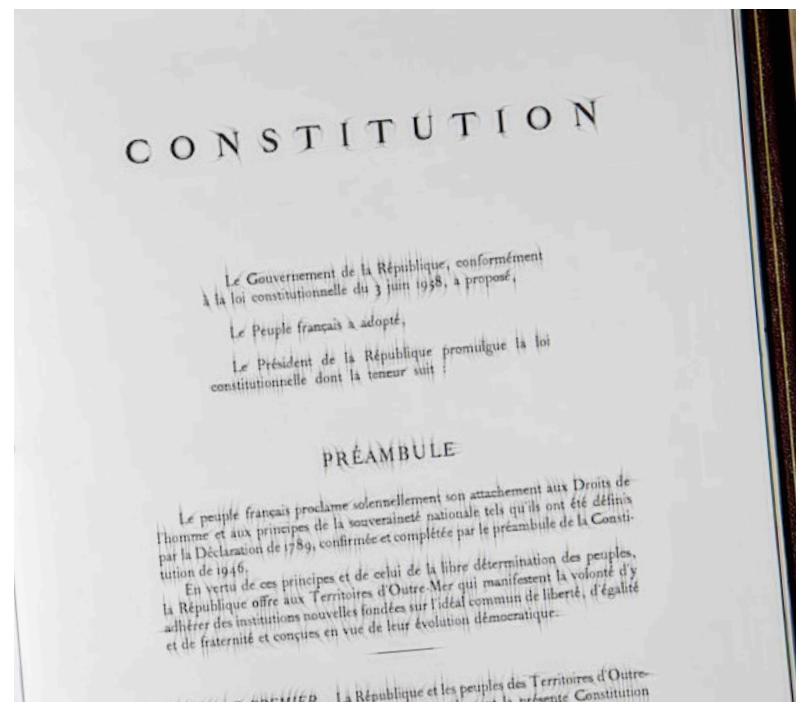 CONSTITUTION
Le Gouvernement de la République, conformément
à la loi constitutionnelle du 3 juin 1958, a proposé,
Le Peuple français a adopté,
Le Président de la République promulgue la loi
constitutionnelle dont la teneur suit :
PRÉAMBULE
Le peuple français proclame solennellement son attachement aux Droits de
l'homme et aux principes de la souveraineté nationale tels qu'ils ont été définis
par la Déclaration de 1789, confirmée et complétée par le préambule de la Consti-
tution de 1946.
En vertu de ces principes et de celui de la libre détermination des peuples,
la République offre aux Territoires d'Outre-Mer qui manifestent la volonté d'y
adhérer des institutions nouvelles fondées sur l'idéal commun de liberté, d'égalité
et de fraternité et conçues en vue de leur évolution démocratique.
PREMIER La République et les peuples des Territoires d'Outre-
présente Constitution